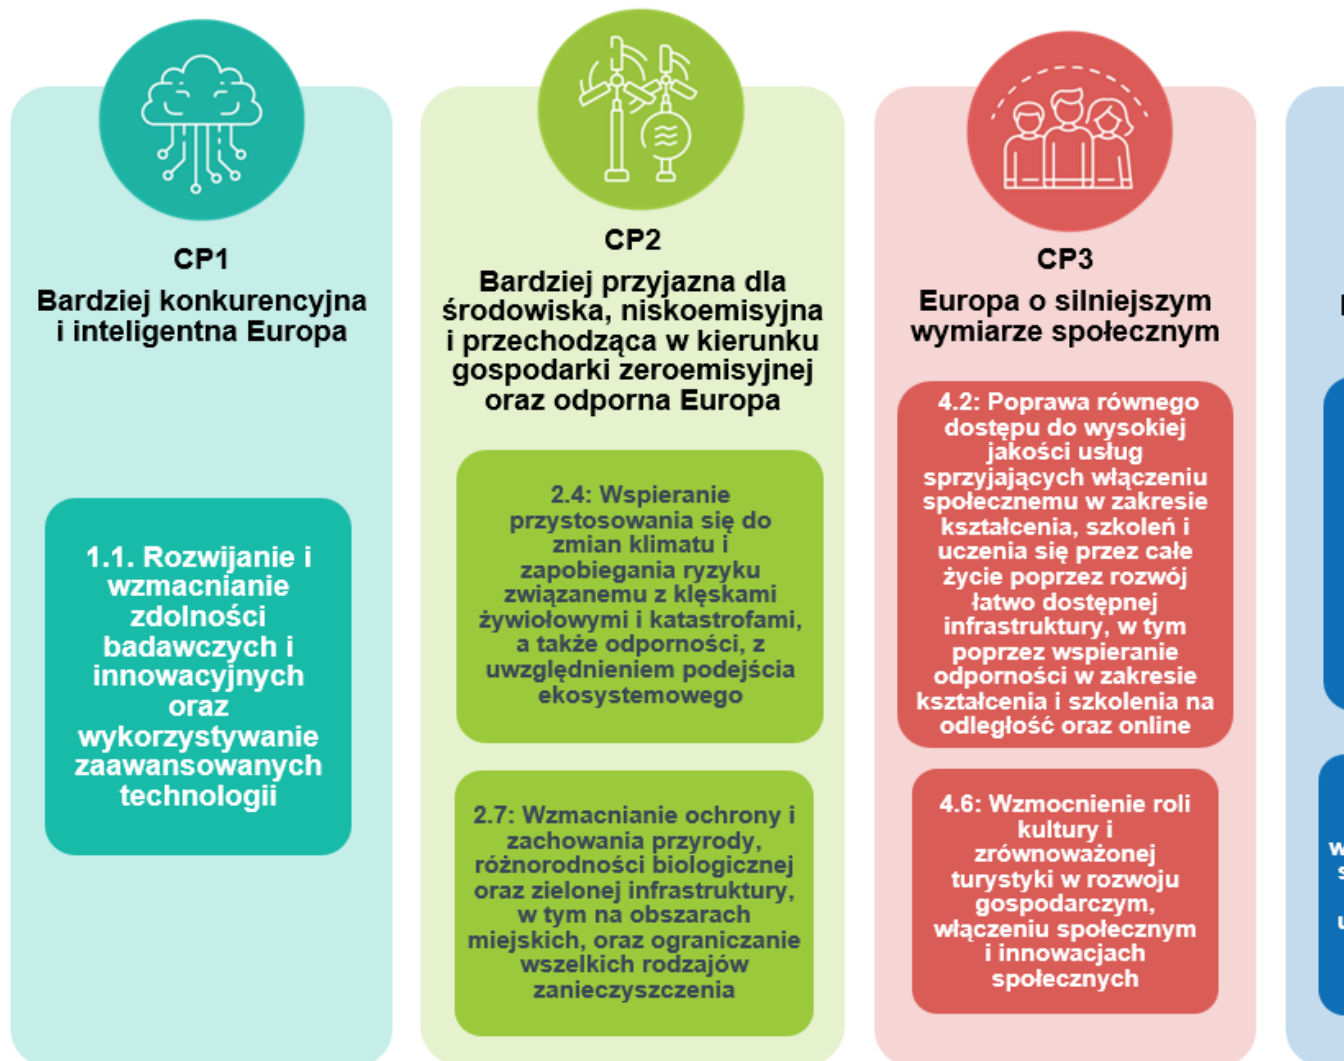 CP1
Bardziej konkurencyjna
i inteligentna Europa
1.1. Rozwijanie i
wzmacnianie
zdolności
badawczych i
innowacyjnych
oraz
wykorzystywanie
zaawansowanych
technologii
CP2
Bardziej przyjazna dla
środowiska, niskoemisyjna
i przechodząca w kierunku
gospodarki zeroemisyjnej
oraz odporna Europa
2.4: Wspieranie
przystosowania się do
zmian klimatu i
zapobiegania ryzyku
związanemu z klęskami
żywiołowymi i katastrofami,
a także odporności, z
uwzględnieniem podejścia
ekosystemowego
2.7: Wzmacnianie ochrony i
zachowania przyrody,
różnorodności biologicznej
oraz zielonej infrastruktury,
w tym na obszarach
miejskich, oraz ograniczanie
wszelkich rodzajów
zanieczyszczenia
CP3
Europa o silniejszym
wymiarze społecznym
4.2: Poprawa równego
dostępu do wysokiej
jakości usług
sprzyjających włączeniu
społecznemu w zakresie
kształcenia, szkoleń i
uczenia się przez całe
życie poprzez rozwój
łatwo dostępnej
infrastruktury, w tym
poprzez wspieranie
odporności w zakresie
kształcenia i szkolenia na
odległość oraz online
4.6: Wzmocnienie roli
kultury i
zrównoważonej
turystyki w rozwoju
gospodarczym,
włączeniu społecznym
i innowacjach
społecznych